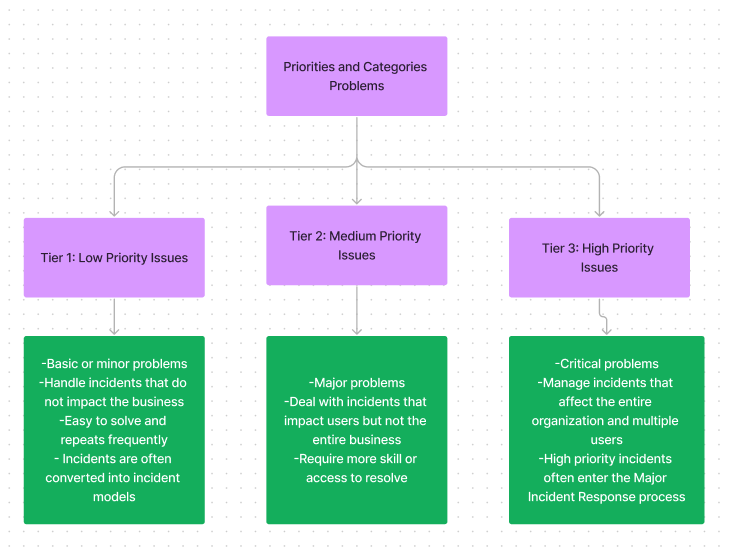 Priorities and Categories
Problems
Tier 1: Low Priority Issues
Tier 2: Medium Priority
Issues
Tier 3: High Priority
Issues
-Basic or minor problems
-Handle incidents that do
not impact the business
-Easy to solve and
repeats frequently
- Incidents are often
converted into incident
models
-Major problems
-Deal with incidents that
impact users but not the
entire business
-Require more skill or
access to resolve
-Critical problems
-Manage incidents that
affect the entire
organization and multiple
users
-High priority incidents
often enter the Major
Incident Response process